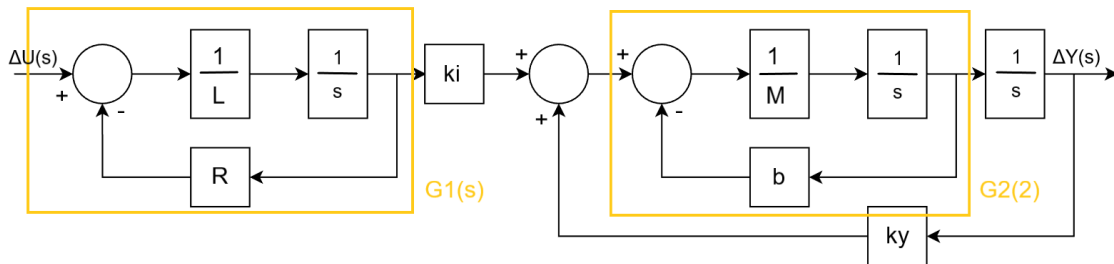 ΔU(s)
+
-
1
L
1
s
R
G1(s)
ki
+
+
+
-
1
M
1
s
b
G2(2)
1
s
ΔY(s)
ky